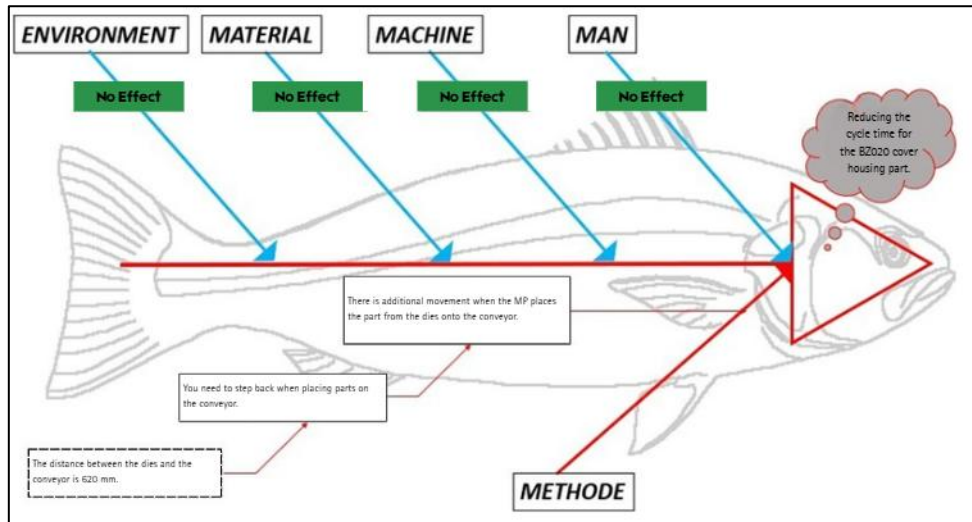 ENVIRONMENT
MATERIAL
MACHINE
MAN
No Effect
No Effect
No Effect
No Effect
Reducing the
cycle time for
the BZ020 cover
housing part.
There is additional movement when the MP places
the part from the dies onto the conveyor.
You need to step back when placing parts on
the conveyor.
The distance between the dies and the
conveyor is 620 mm.
METHODE